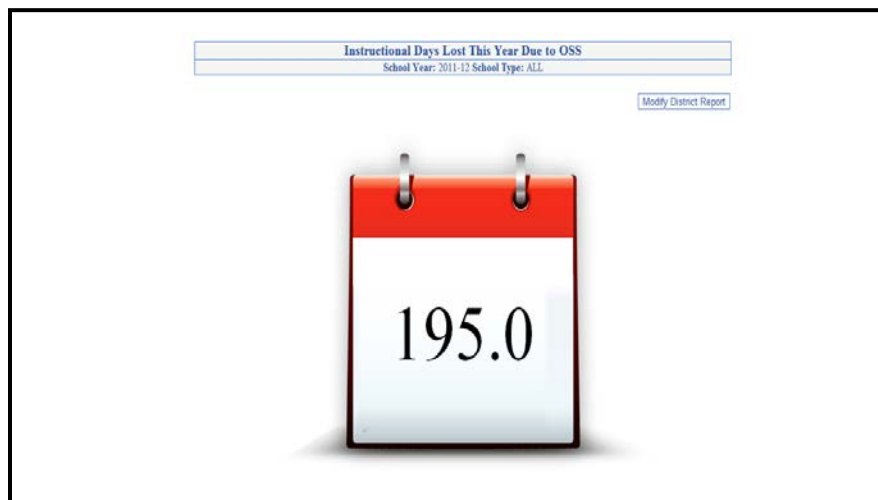 Instructional Days Lost This Year Due to OSS
School Year: 2011-12 School Type: ALL
Modify District Report
195.0